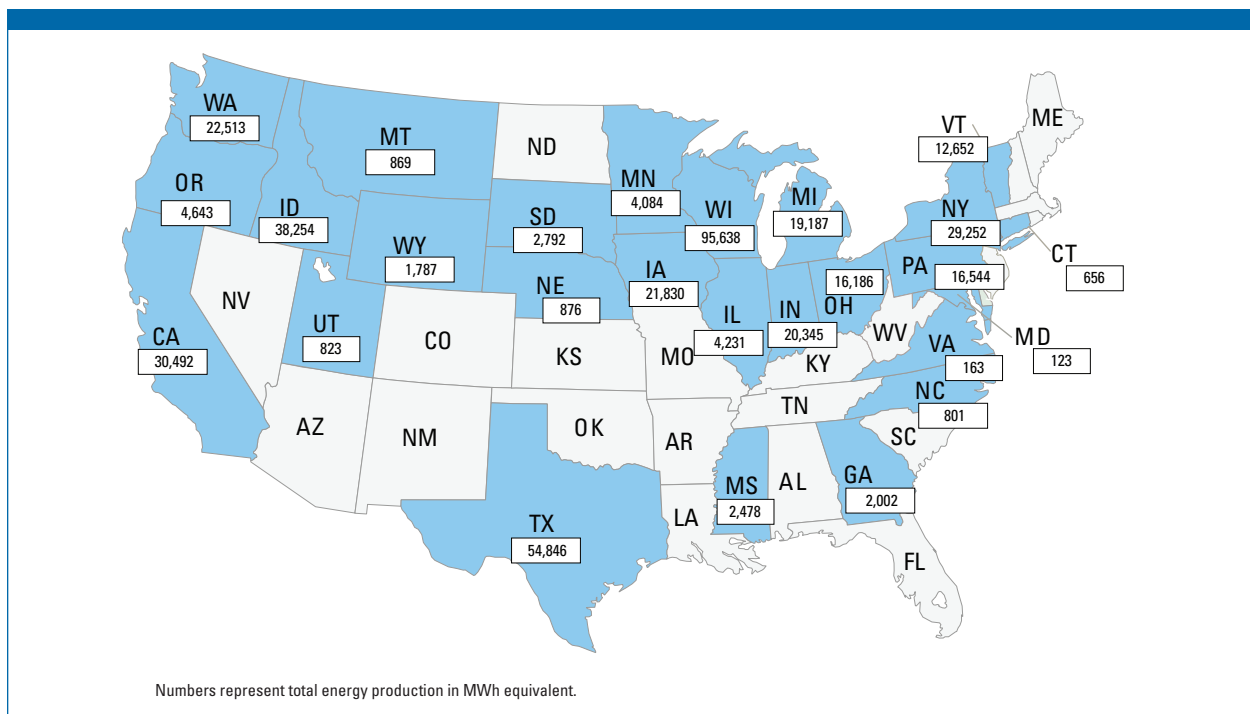 WA
22,513
MT
869
ND
MN
4,084
VT
12,652
ME
OR
4,643
ID
38,254
SD
2,792
WI
95,638
MI
19,187
NY
29,252
WY
1,787
CT
656
NE
876
IA
21,830
PA
16,544
OH
16,186
NV
UT
823
CO
KS
MO
IL
4,231
IN
20,345
WV
KY
VA
163
MD
123
CA
30,492
AZ
NM
OK
AR
TN
NC
801
SC
TX
54,846
LA
MS
2,478
AL
GA
2,002
FL
Numbers represent total energy production in MWh equivalent.